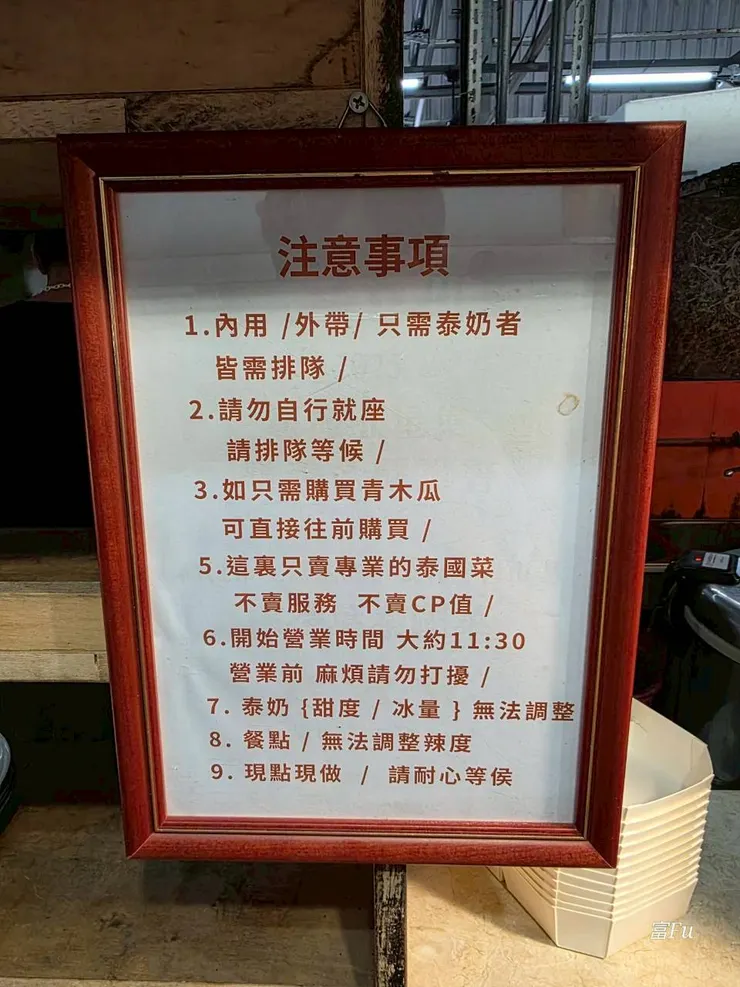 注意事項
1.內用 /外帶/ 只需泰奶者
皆需排隊 /
2.請勿自行就座
請排隊等候 /
3.如只需購買青木瓜
可直接往前購買 /
5.這裏只賣專業的泰國菜
不賣服務 不賣CP值 /
6.開始營業時間 大約11:30
營業前 麻煩請勿打擾 /
7. 泰奶 {甜度 / 冰量 } 無法調整
8. 餐點 / 無法調整辣度
9. 現點現做 / 請耐心等侯
富Fu